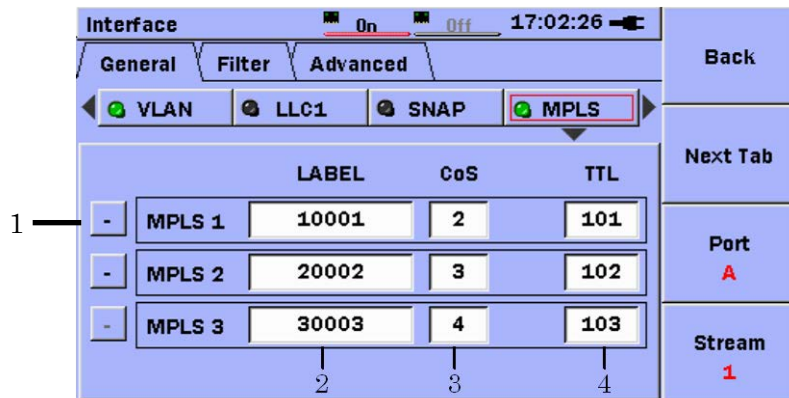 Interface On Off 17:02:26
Back
General Filter Advanced
VLAN LLC1 SNAP MPLS
Next Tab
LABEL CoS TTL
1 - MPLS 1 10001 2 101
Port
A
- MPLS 2 20002 3 102
- MPLS 3 30003 4 103
Stream
1
2 3 4